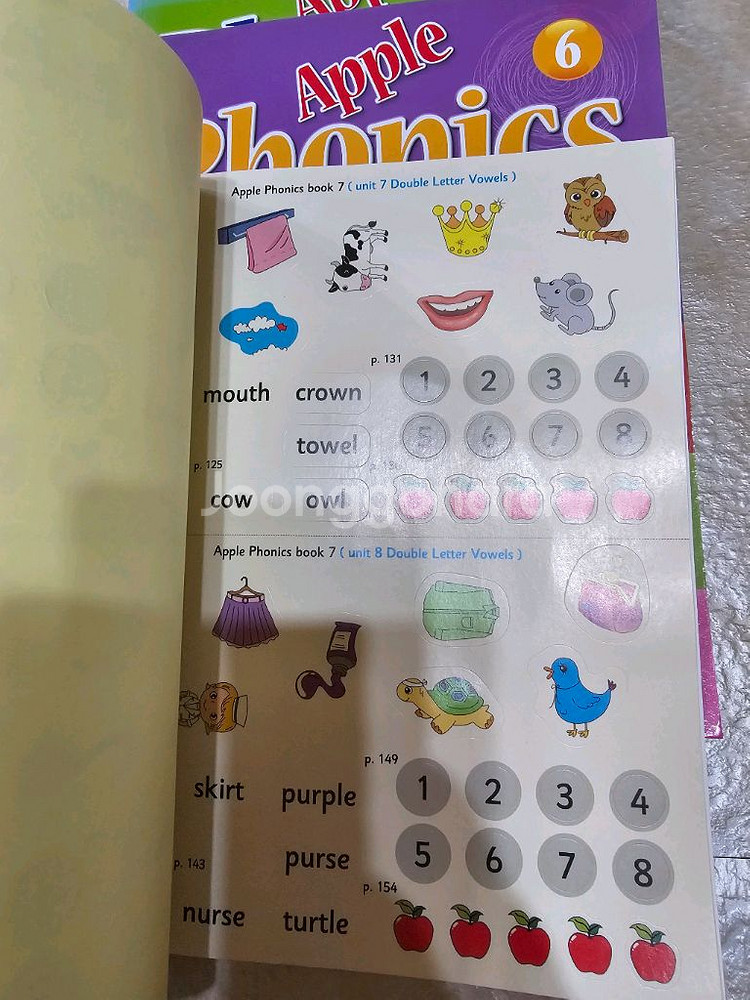 Apple
Apple
6
Phonics
Apple Phonics book 7 ( unit 7 Double Letter Vowels )
p. 131
mouth crown 1 2 3 4
towel 5 6 7 8
p. 125
cow owl
Joonggonara
Apple Phonics book 7 ( unit 8 Double Letter Vowels )
p. 149
skirt purple 1 2 3 4
purse 5 6 7 8
p. 143
p. 154
nurse turtle